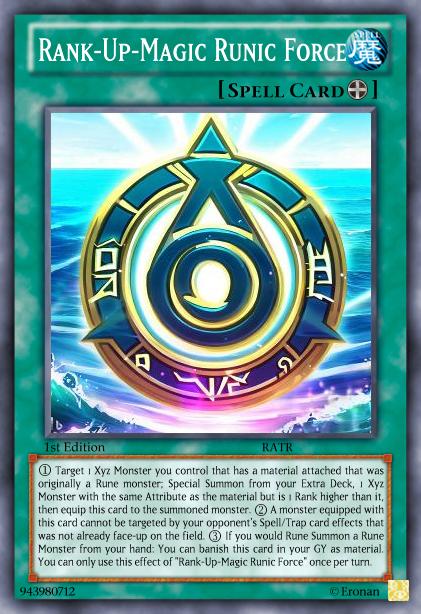 RANK-UP-MAGIC RUNIC FORCE
SPELL
魔
[SPELL CARD]
1st Edition RATR
① Target 1 Xyz Monster you control that has a material attached that was
originally a Rune monster; Special Summon from your Extra Deck, 1 Xyz
Monster with the same Attribute as the material but is 1 Rank higher than it,
then equip this card to the summoned monster. ② A monster equipped with
this card cannot be targeted by your opponent's Spell/Trap card effects that
was not already face-up on the field. ③ If you would Rune Summon a Rune
Monster from your hand: You can banish this card in your GY as material.
You can only use this effect of "Rank-Up-Magic Runic Force" once per turn.
943980712 ©Eronan